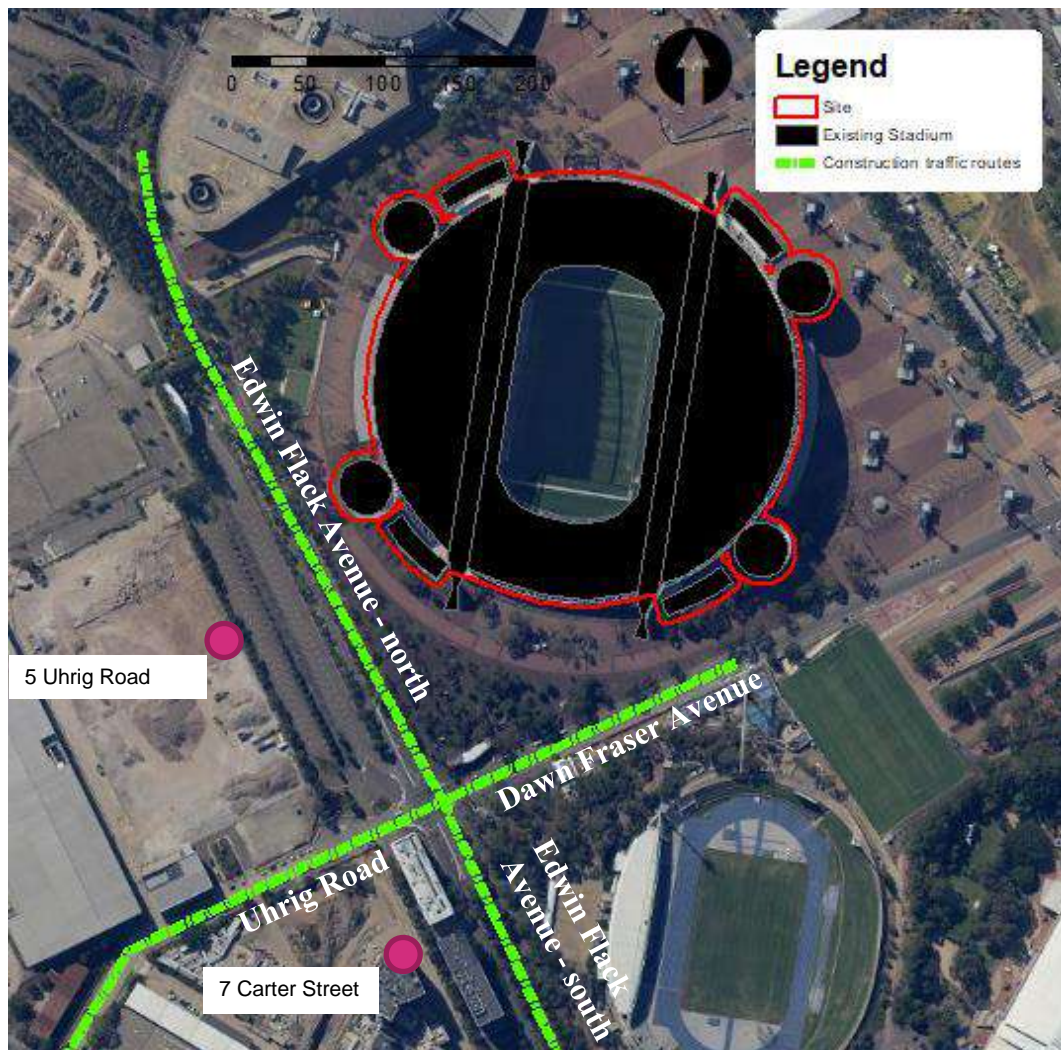 0 50 100 150 200
Legend
Site
Existing Stadium
Construction traffic routes
Edwin Flack Avenue - north
5 Uhrig Road
Dawn Fraser Avenue
Uhrig Road
Edwin Flack
Avenue - south
7 Carter Street